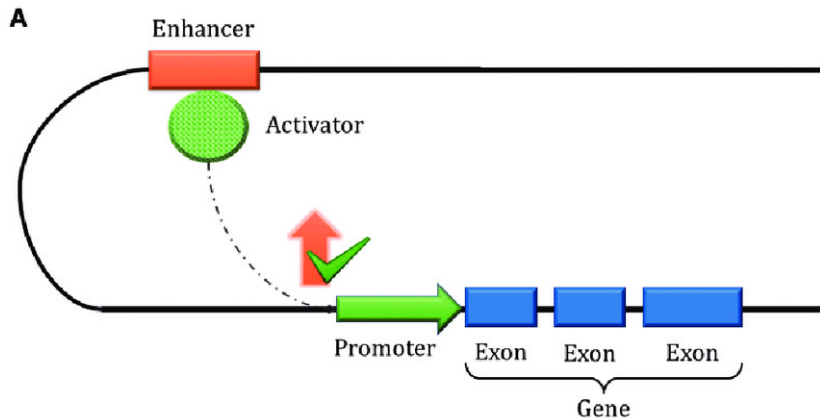 A
Enhancer
Activator
Promoter
Exon
Exon
Exon
Gene